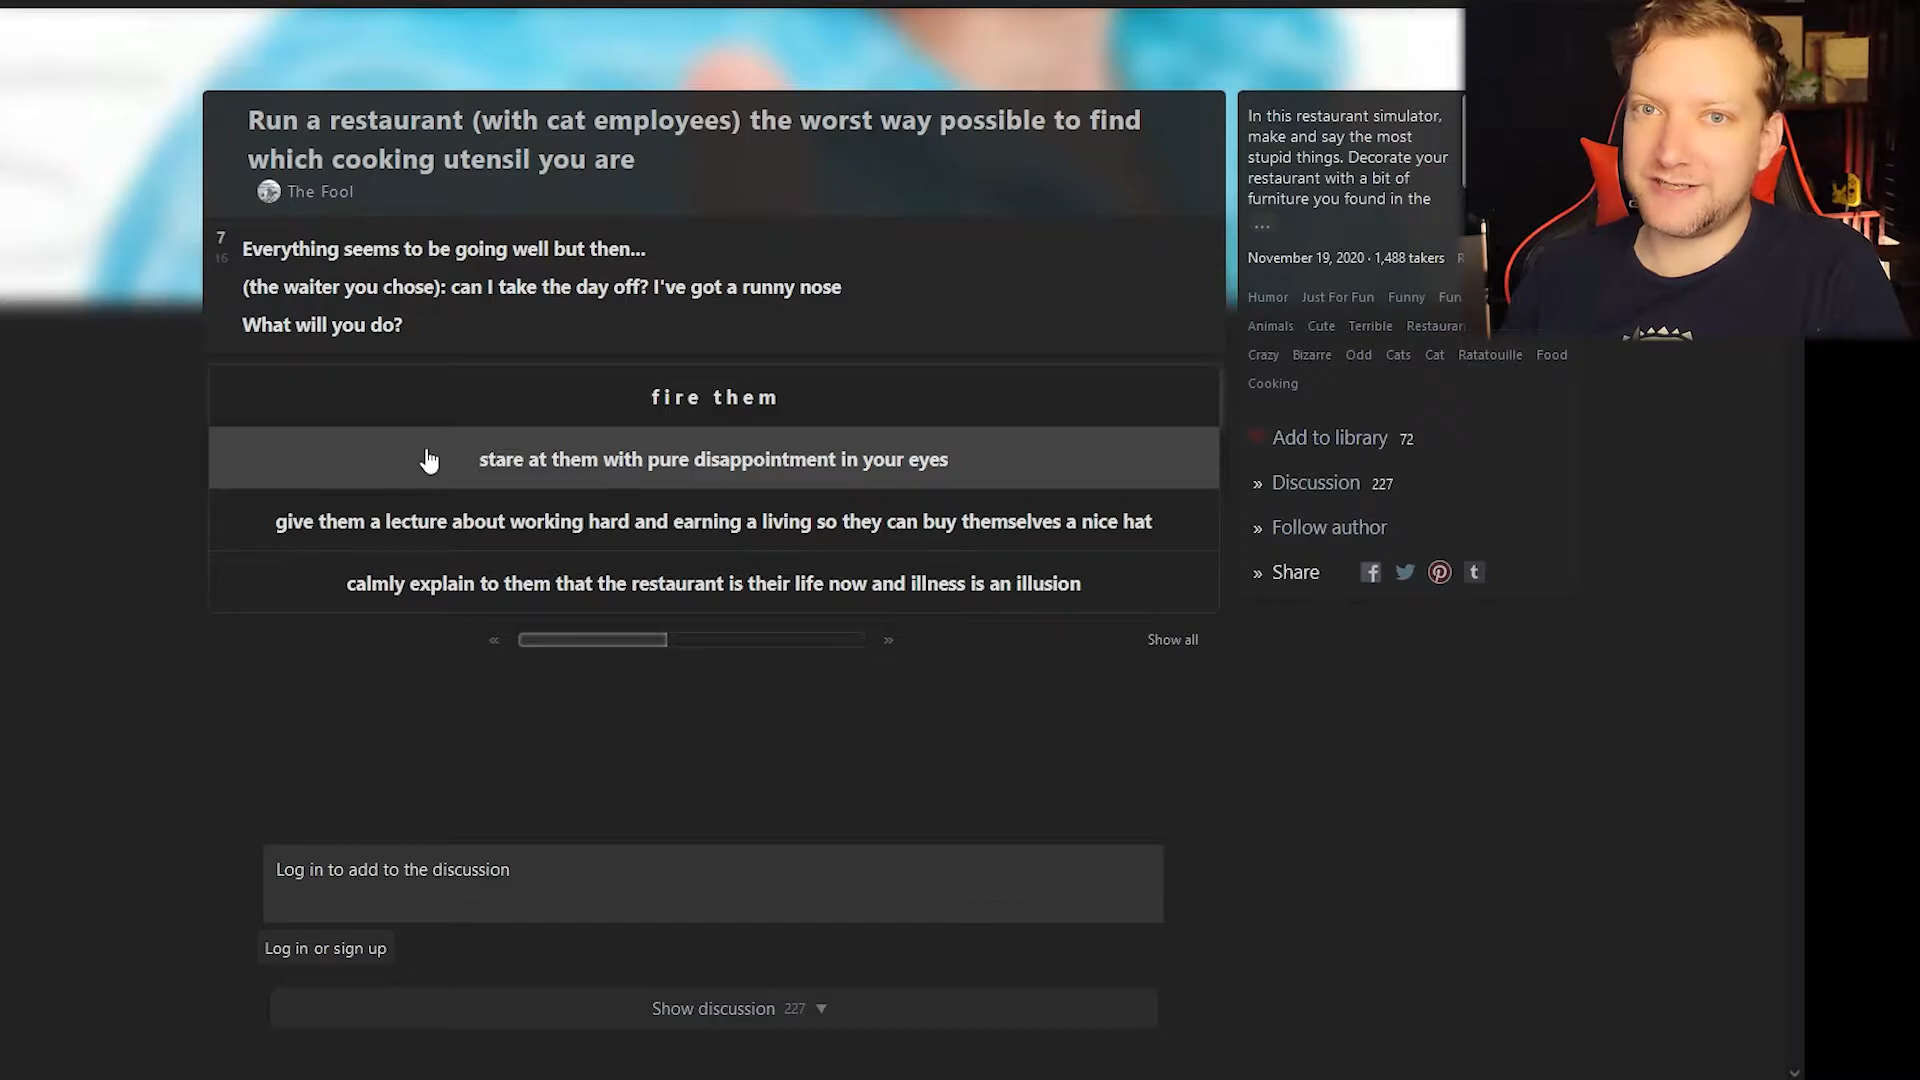 Run a restaurant (with cat employees) the worst way possible to find
which cooking utensil you are
The Fool
7
16
Everything seems to be going well but then...
(the waiter you chose): can I take the day off? I've got a runny nose
What will you do?
fire them
stare at them with pure disappointment in your eyes
give them a lecture about working hard and earning a living so they can buy themselves a nice hat
calmly explain to them that the restaurant is their life now and illness is an illusion
« »
Show all
Log in to add to the discussion
Log in or sign up
Show discussion 227 ▼
In this restaurant simulator,
make and say the most
stupid things. Decorate your
restaurant with a bit of
furniture you found in the
...
November 19, 2020 · 1,488 takers
Humor Just For Fun Funny Fun
Animals Cute Terrible Restauran
Crazy Bizarre Odd Cats Cat Ratatouille Food
Cooking
Add to library 72
» Discussion 227
» Follow author
» Share f t